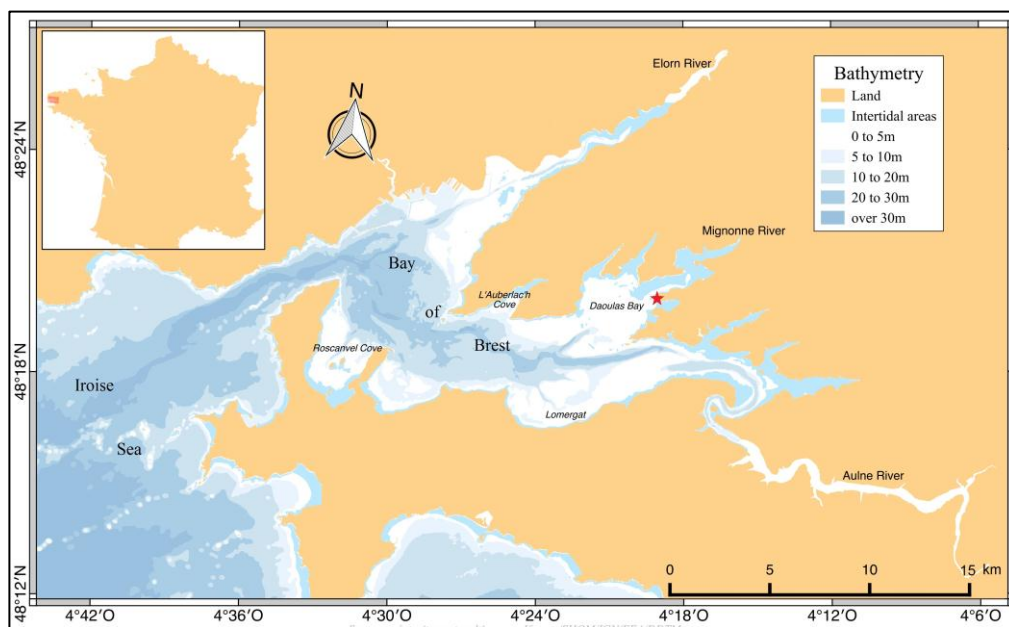 N
Elorn River
Bathymetry
Land
Intertidal areas
0 to 5m
5 to 10m
10 to 20m
20 to 30m
over 30m
Mignonne River
Bay
of
Brest
L'Auberlac'h
Cove
Daoulas Bay
Roscanvel Cove
Iroise
Sea
Lomergat
Aulne River
0 5 10 15 km
48°24'N
48°18'N
48°12'N
4°42'O 4°36'O 4°30'O 4°24'O 4°18'O 4°12'O 4°6'O